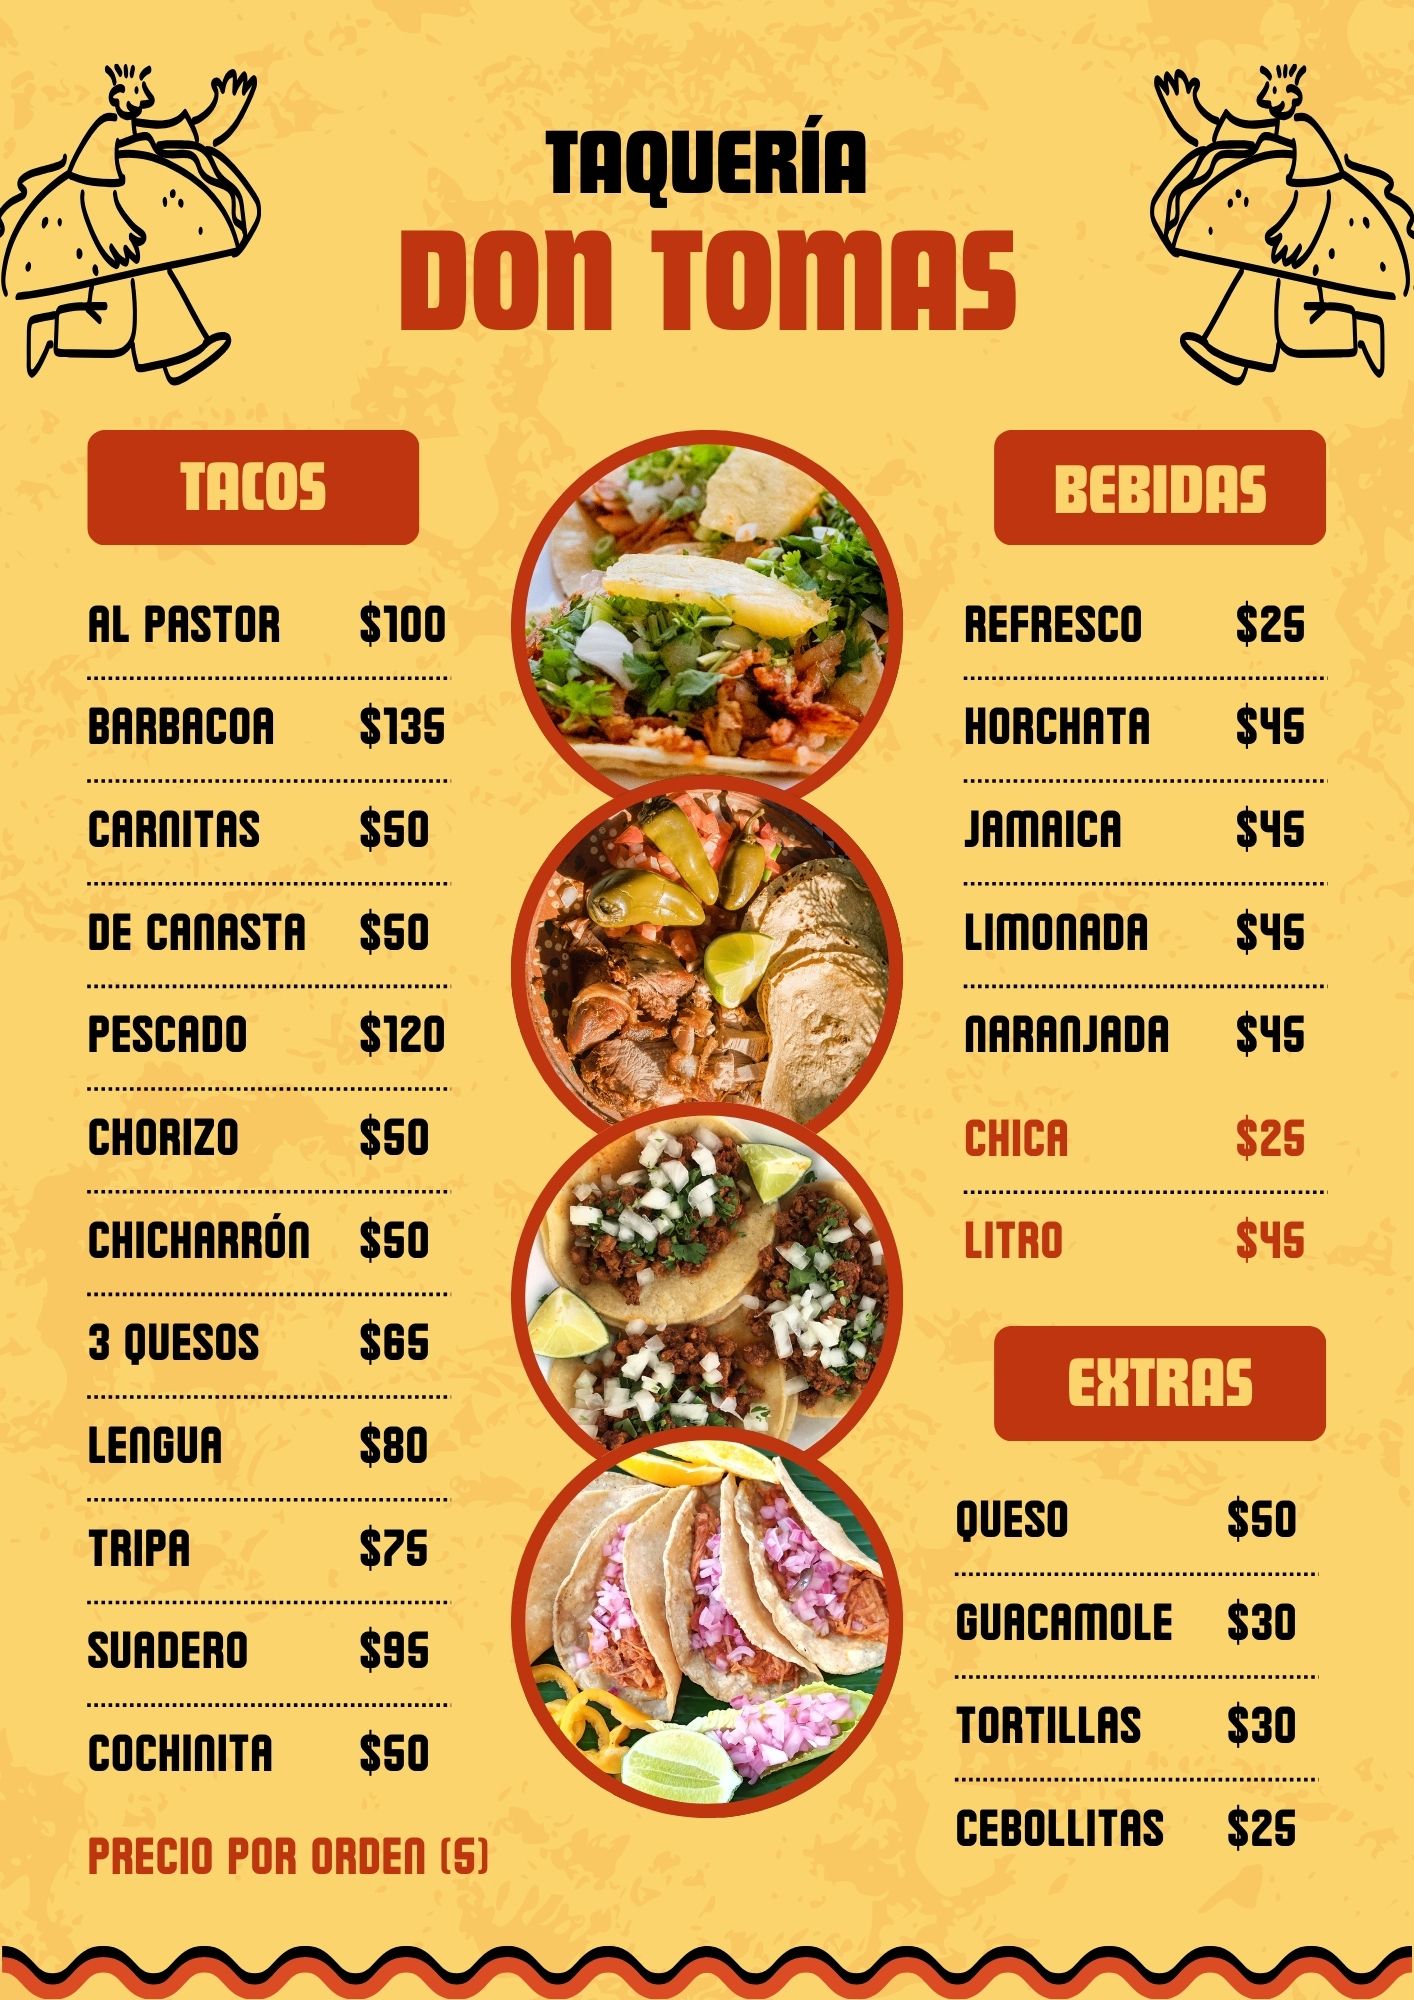 TAQUERÍA
DON TOMAS
TACOS
AL PASTOR $100
BARBACOA $135
CARNITAS $50
DE CANASTA $50
PESCADO $120
CHORIZO $50
CHICHARRÓN $50
3 QUESOS $65
LENGUA $80
TRIPA $75
SUADERO $95
COCHINITA $50
PRECIO POR ORDEN (5)
BEBIDAS
REFRESCO $25
HORCHATA $45
JAMAICA $45
LIMONADA $45
NARANJADA $45
CHICA $25
LITRO $45
EXTRAS
QUESO $50
GUACAMOLE $30
TORTILLAS $30
CEBOLLITAS $25